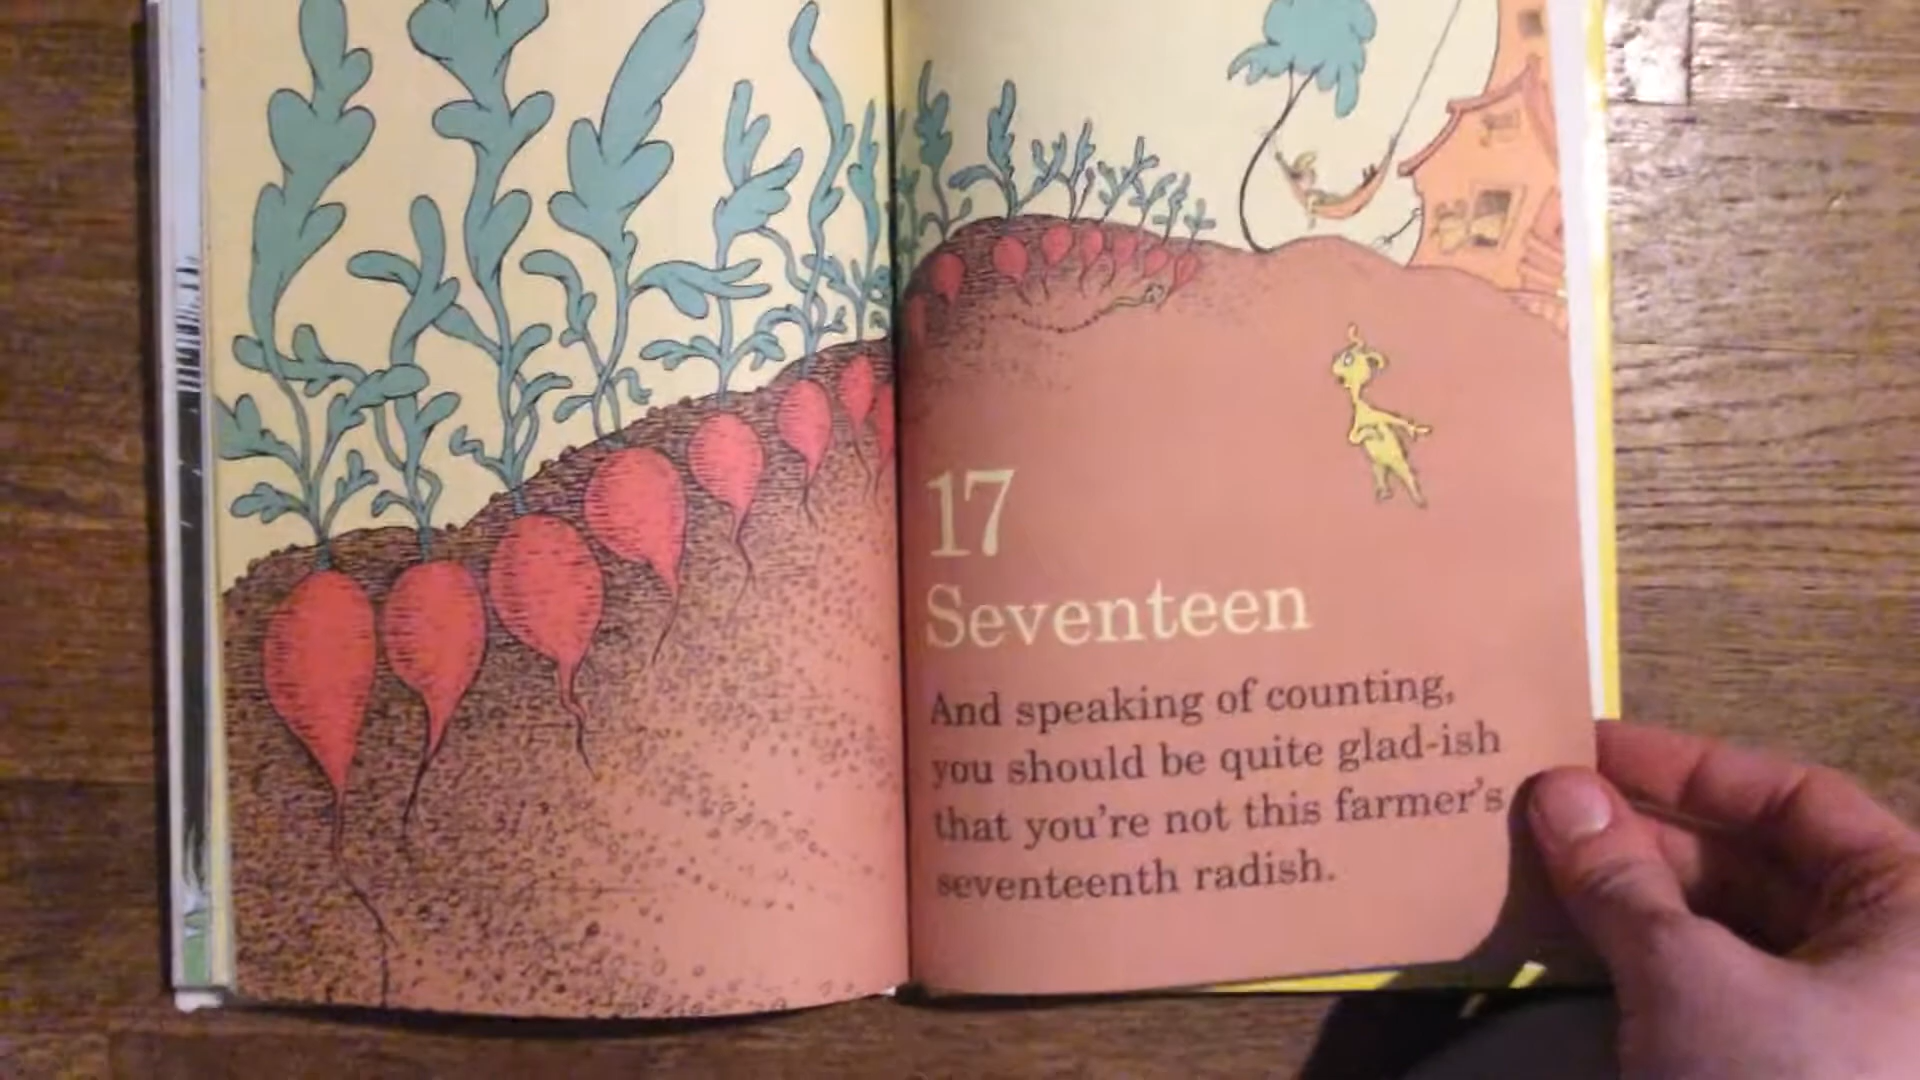 17
Seventeen
And speaking of counting,
you should be quite glad-ish
that you're not this farmer's
seventeenth radish.